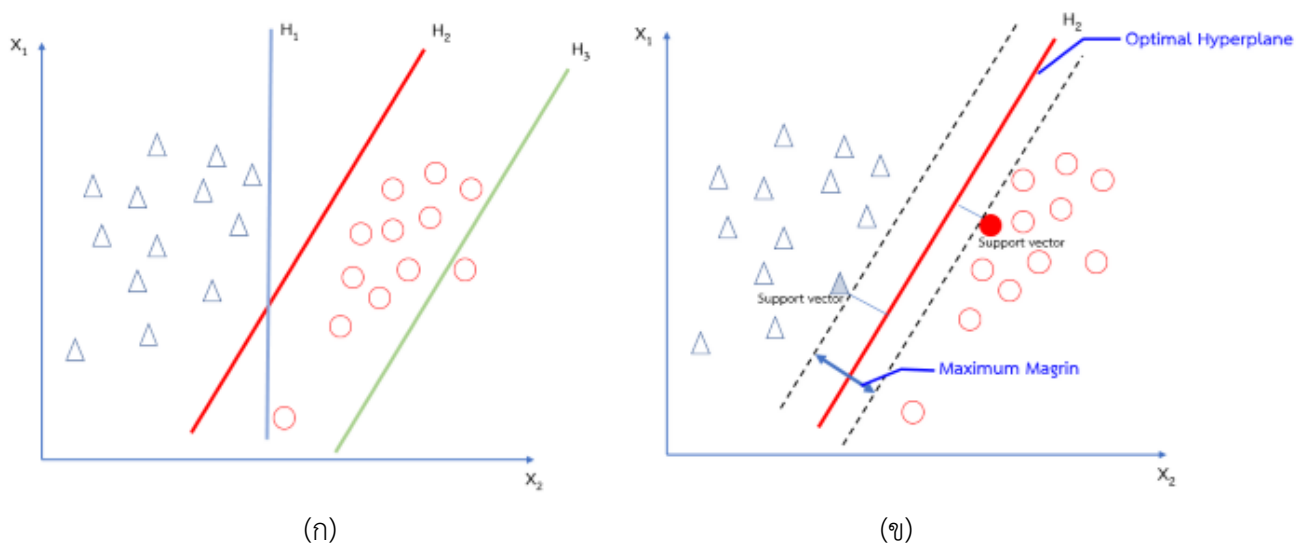 X1
H1
H2
H3
X2
(ก)
X1
H2
Optimal Hyperplane
Support vector
Support vector
Maximum Magrin
X2
(ข)